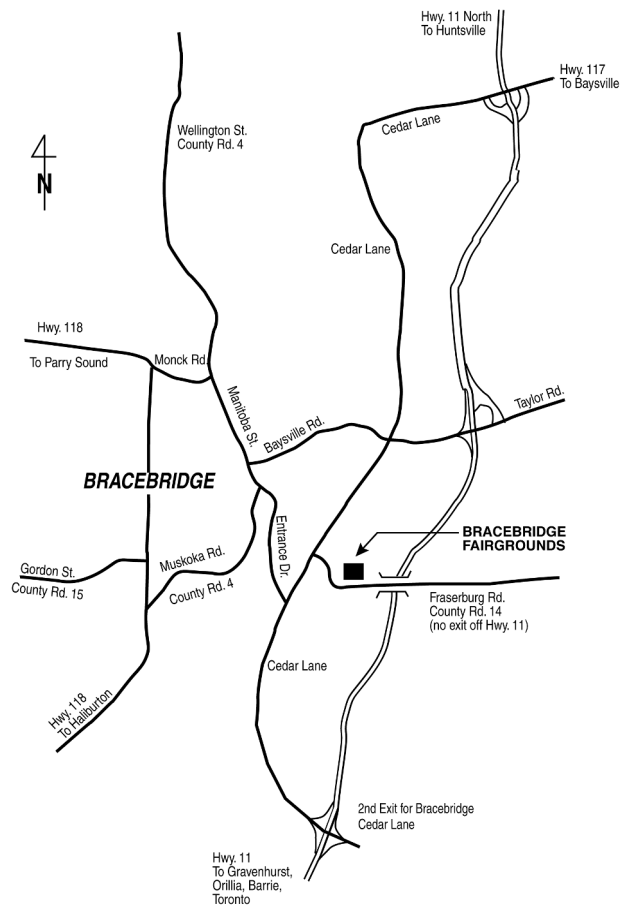 Hwy. 11 North
To Huntsville
Hwy. 117
To Baysville
Cedar Lane
Wellington St.
County Rd. 4
N
Cedar Lane
Hwy. 118
To Parry Sound
Monck Rd.
Manitoba St.
Baysville Rd.
Taylor Rd.
BRACEBRIDGE
Entrance Dr.
BRACEBRIDGE
FAIRGROUNDS
Muskoka Rd.
County Rd. 4
Gordon St.
County Rd. 15
Fraserburg Rd.
County Rd. 14
(no exit off Hwy. 11)
Cedar Lane
Hwy. 118
To Haliburton
2nd Exit for Bracebridge
Cedar Lane
Hwy. 11
To Gravenhurst,
Orillia, Barrie,
Toronto